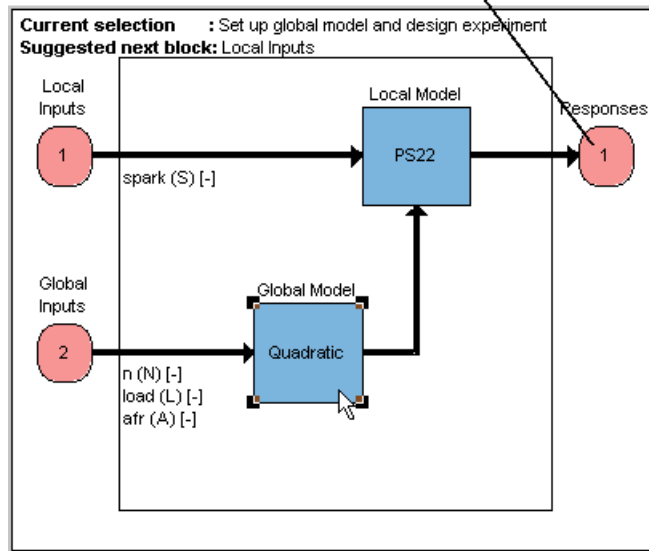 Current selection : Set up global model and design experiment
Suggested next block: Local Inputs
Local
Inputs
Local Model
Responses
1
PS22
1
spark (S) [-]
Global
Inputs
Global Model
2
Quadratic
n (N) [-]
load (L) [-]
afr (A) [-]